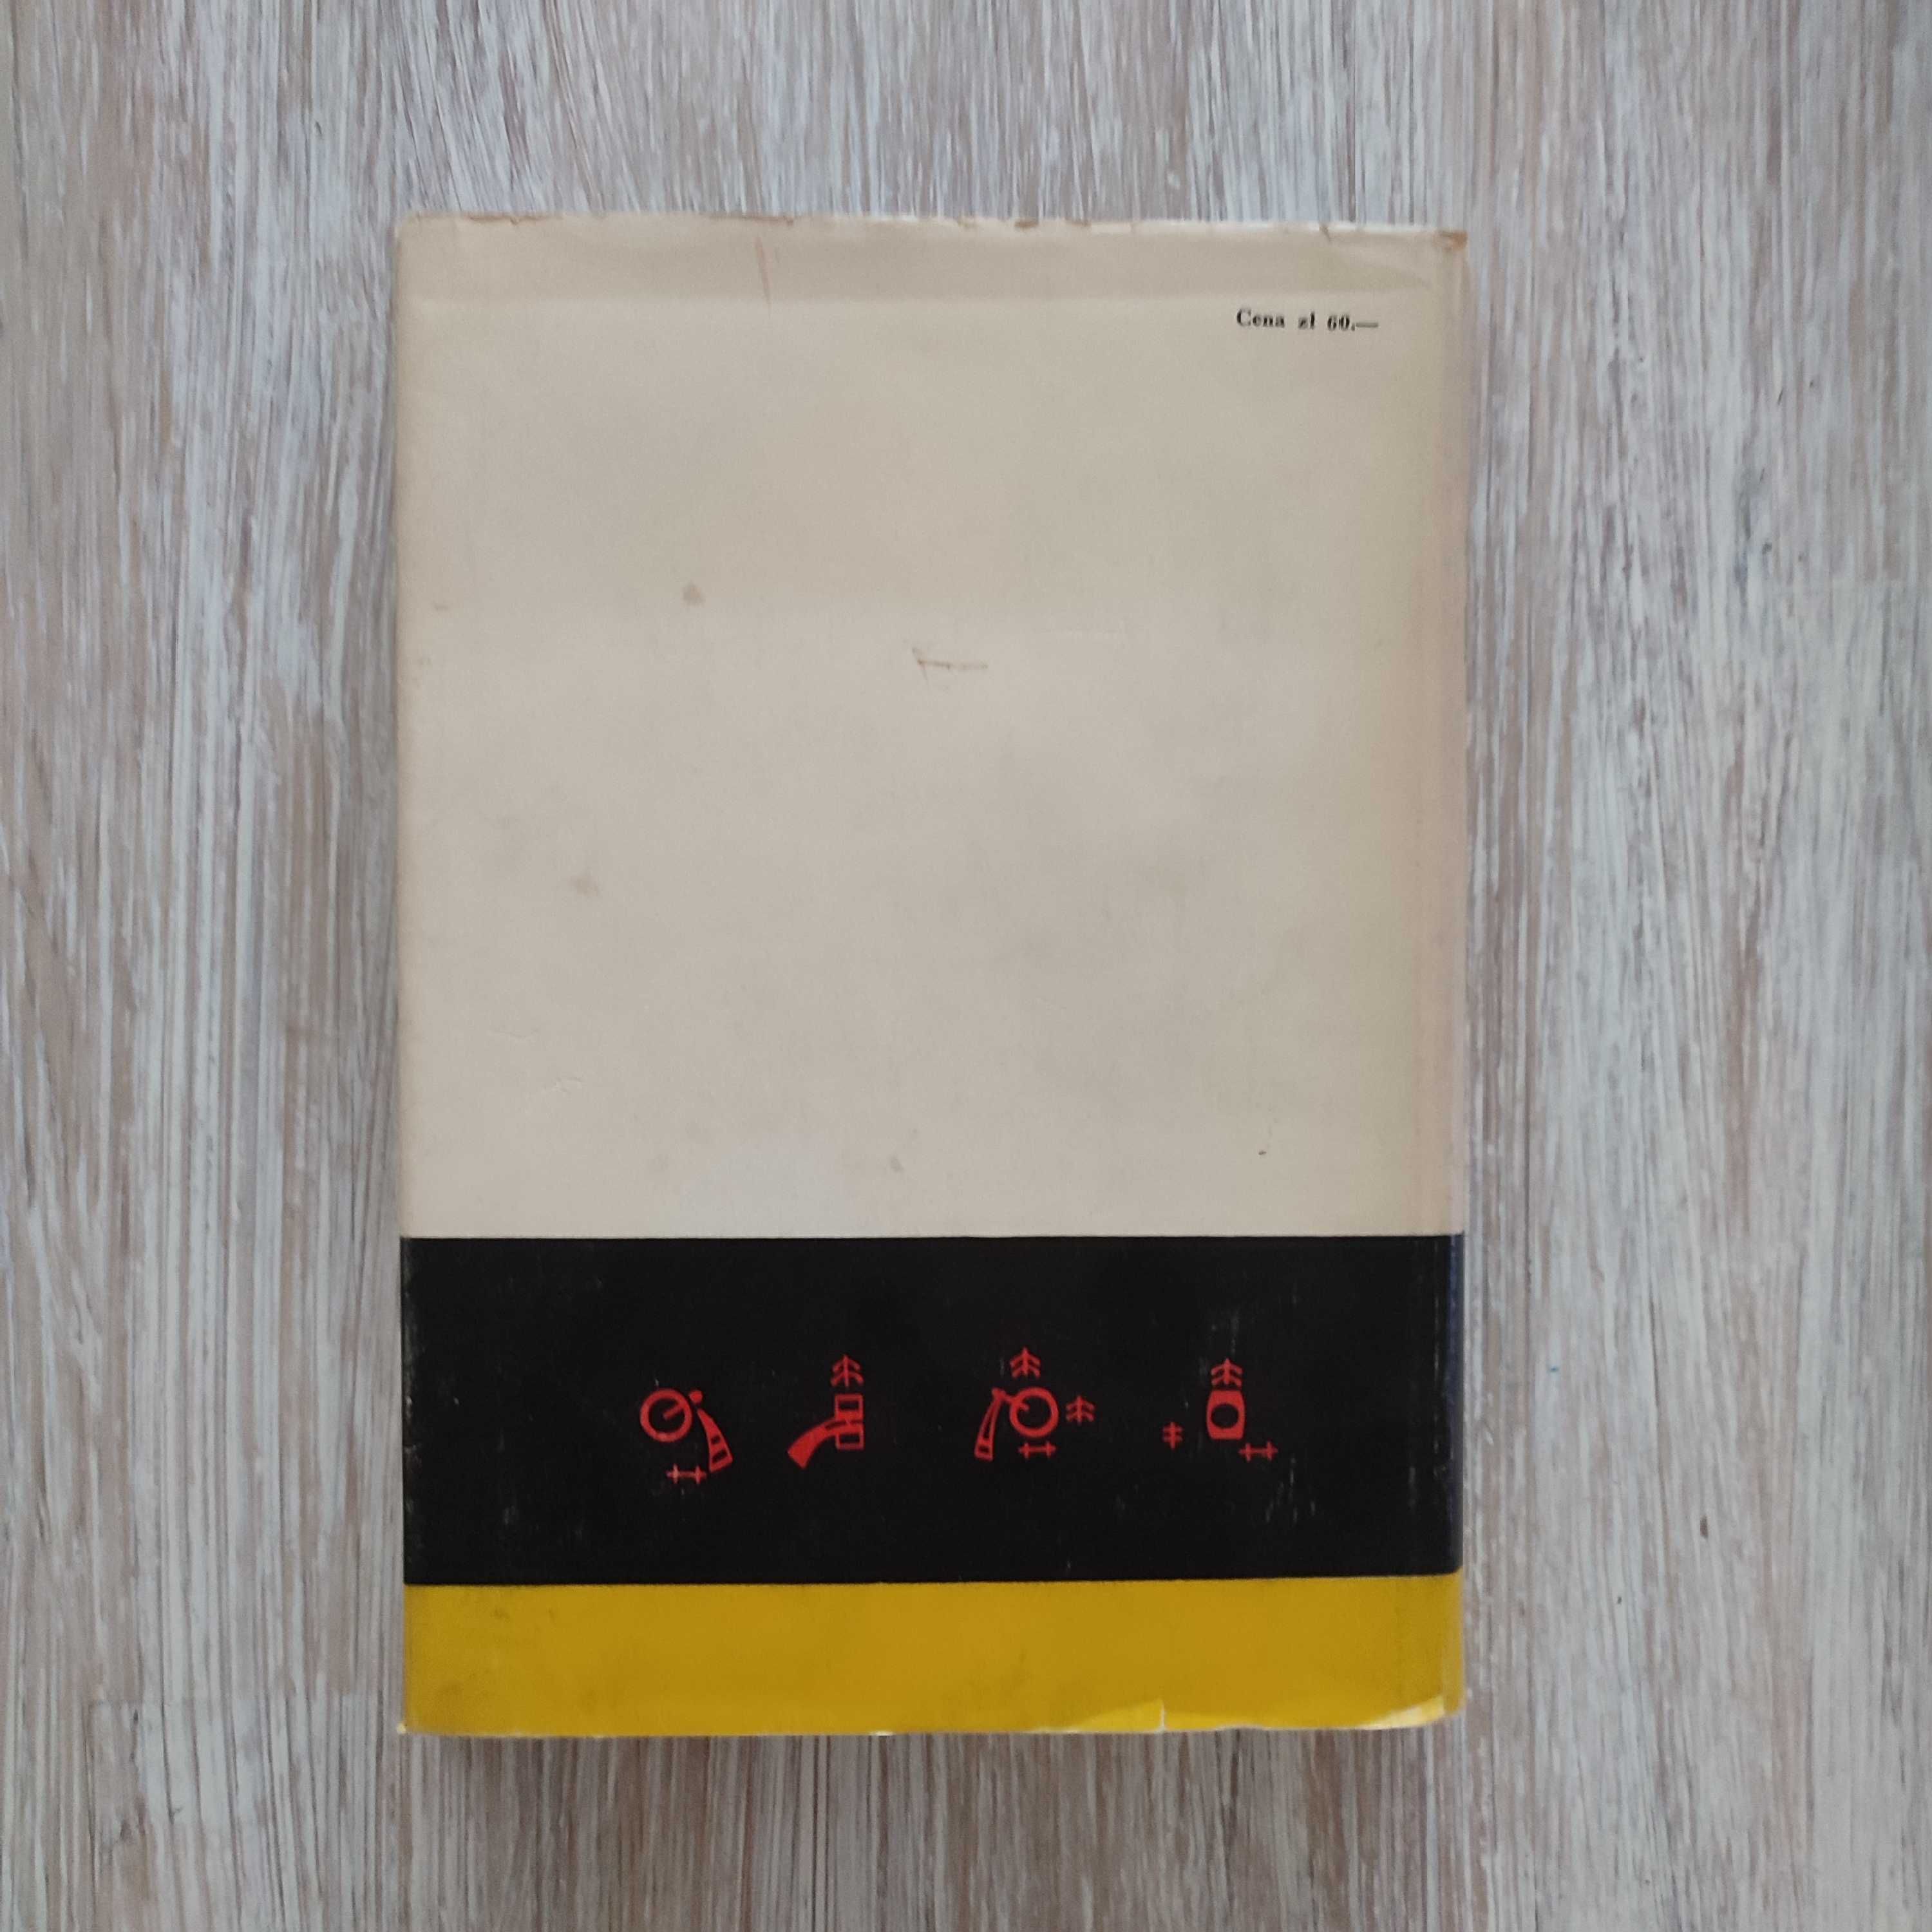 Cena zł 60.—